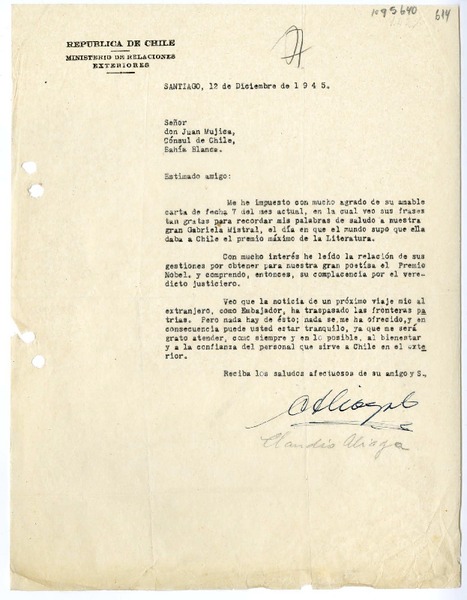 1095640
614
REPUBLICA DE CHILE
MINISTERIO DE RELACIONES
EXTERIORES
SANTIAGO, 12 de Diciembre de 1 9 4 5.
Señor
don Juan Mujica,
Cónsul de Chile,
Bahía Blanca.
Estimado amigo:
Me he impuesto con mucho agrado de su amable
carta de fecha 7 del mes actual, en la cual veo sus frases
tan gratas para recordar mis palabras de saludo a nuestra
gran Gabriela Mistral, el día en que el mundo supo que ella
daba a Chile el premio máximo de la Literatura.
Con mucho interés he leído la relación de sus
gestiones por obtener para nuestra gran poetisa el Premio
Nobel, y comprendo, entonces, su complacencia por el vere-
dicto justiciero.
Veo que la noticia de un próximo viaje mio al
extranjero, como Embajador, ha traspasado las fronteras pa
trias. Pero nada hay de ésto; nada se me ha ofrecido, y en
consecuencia puede usted estar tranquilo, ya que me será
grato atender, como siempre y en lo posible, al bienestar
y a la confianza del personal que sirve a Chile en el exte
rior.
Reciba los saludos afectuosos de su amigo y S.,
Claudio Aliaga